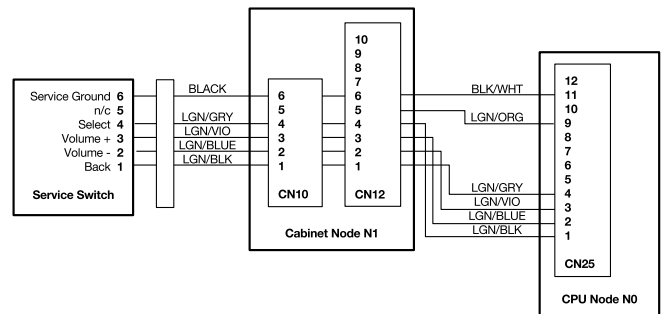 Service Ground 6
n/c 5
Select 4
Volume + 3
Volume - 2
Back 1
Service Switch
BLACK
LGN/GRY
LGN/VIO
LGN/BLUE
LGN/BLK
6
5
4
3
2
1
CN10
10
9
8
7
6
5
4
3
2
1
CN12
Cabinet Node N1
BLK/WHT
LGN/ORG
LGN/GRY
LGN/VIO
LGN/BLUE
LGN/BLK
12
11
10
9
8
7
6
5
4
3
2
1
CN25
CPU Node N0